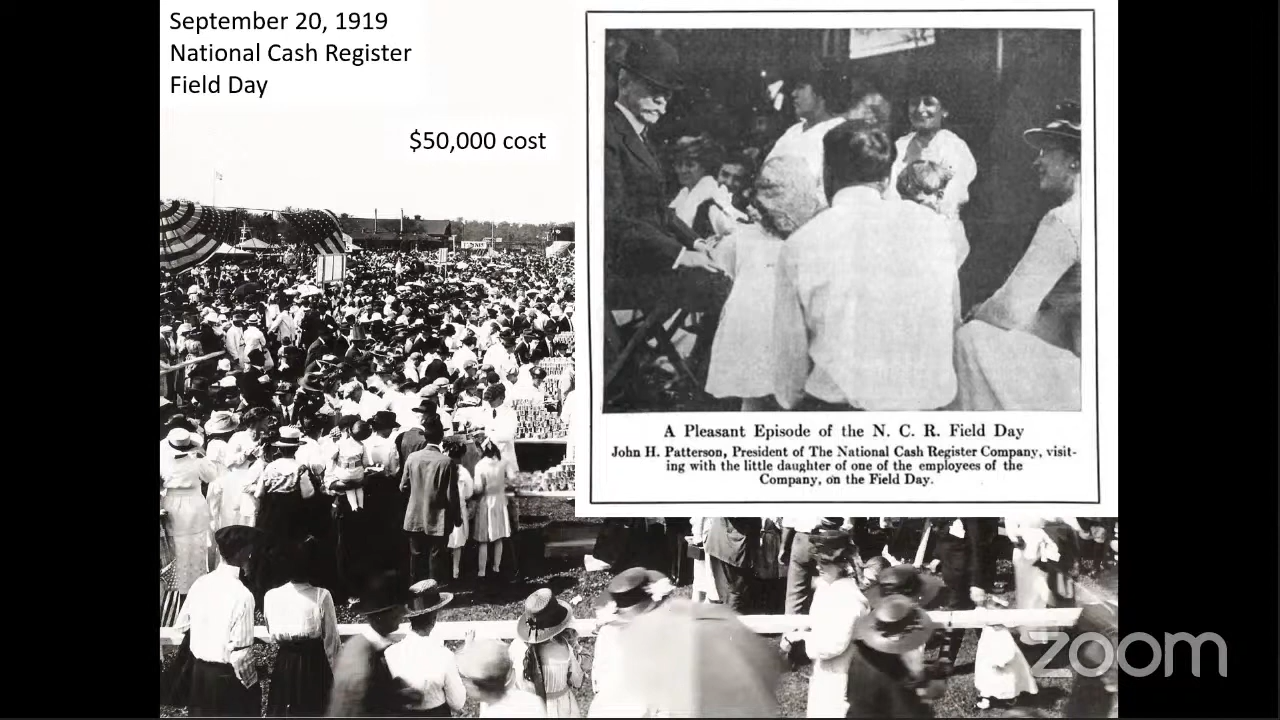 September 20, 1919
National Cash Register
Field Day
$50,000 cost
A Pleasant Episode of the N. C. R. Field Day
John H. Patterson, President of The National Cash Register Company, visit-
ing with the little daughter of one of the employees of the
Company, on the Field Day.
zoom